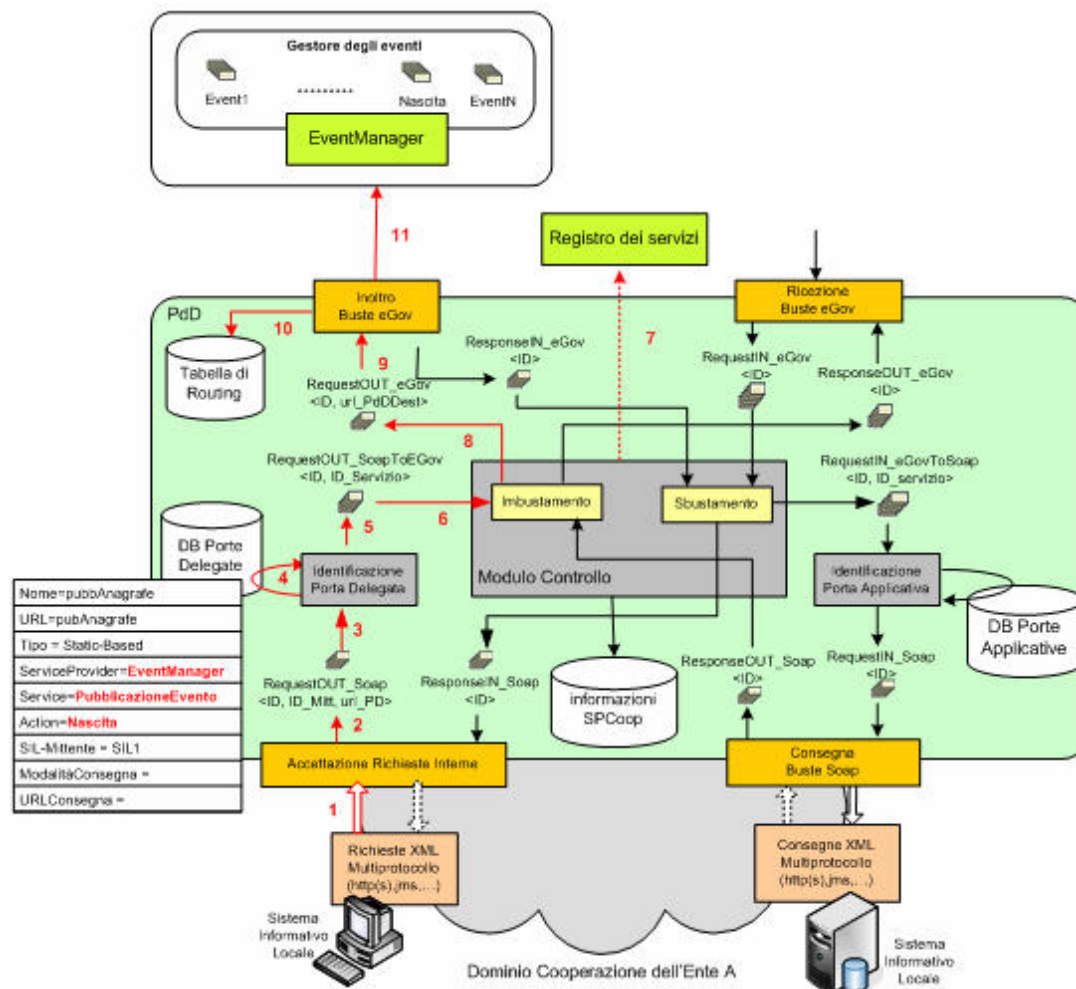 Gestore degli eventi
Event1
.........
Nascita
EventN
EventManager
11
Registro dei servizi
PdD
Inoltro
Buste eGov
Ricezione
Buste eGov
10
9
7
Tabella di
Routing
ResponseIN_eGov
<ID>
RequestIN_eGov
<ID>
ResponseOUT_eGov
<ID>
RequestOUT_eGov
<ID, url_PdDDest>
8
RequestOUT_SoapToEGov
<ID, ID_Servizio>
RequestIN_eGovToSoap
<ID, ID_servizio>
Imbustamento
Sbustamento
5
6
DB Porte
Delegate
4
Identificazione
Porta Delegata
Modulo Controllo
Identificazione
Porta Applicativa
DB Porte
Applicative
Nome=pubbAnagrafe
URL=pubAnagrafe
Tipo = Static-Based
ServiceProvider=EventManager
Service=PubblicazioneEvento
Action=Nascita
SIL-Mittente = SIL1
ModalitàConsegna =
URLConsegna =
3
RequestOUT_Soap
<ID, ID_Mitt, url_PD>
2
ResponseIN_Soap
<ID>
informazioni
SPCoop
ResponseOUT_Soap
<ID>
RequestIN_Soap
<ID>
Accettazione Richieste Interne
Consegna
Buste Soap
1
Richieste XML
Multiprotocollo
(http(s),jms,...)
Consegne XML
Multiprotocollo
(http(s),jms,...)
Sistema
Informativo
Locale
Dominio Cooperazione dell'Ente A
Sistema
Informativo
Locale